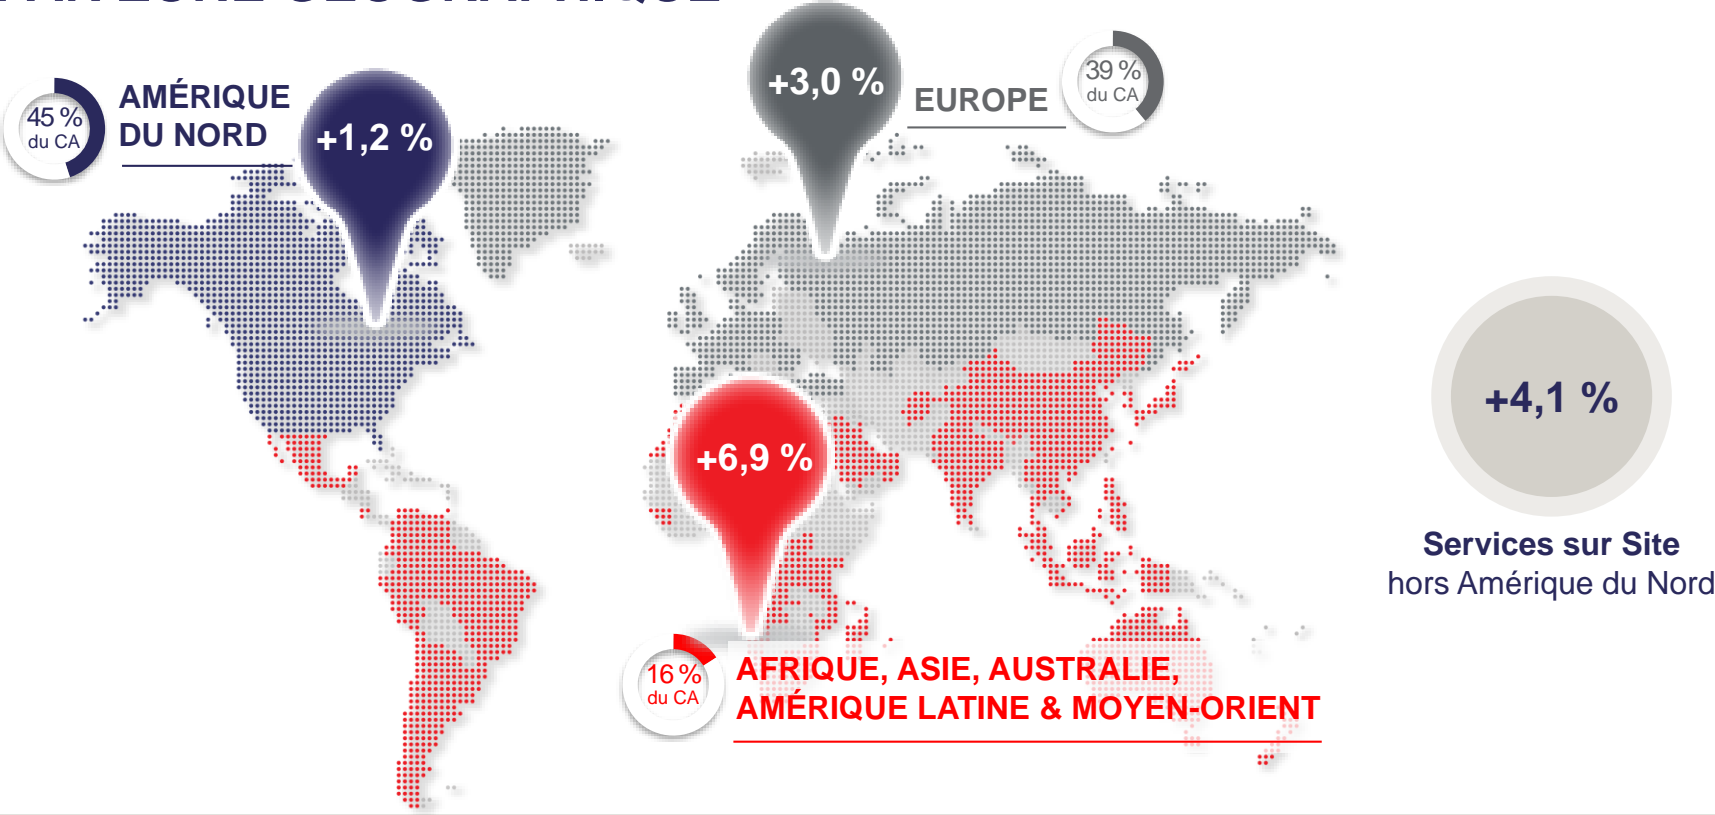 45 %
du CA
AMÉRIQUE
DU NORD
+1,2 %
+3,0 %
EUROPE
39 %
du CA
+6,9 %
16 %
du CA
AFRIQUE, ASIE, AUSTRALIE,
AMÉRIQUE LATINE & MOYEN-ORIENT
+4,1 %
Services sur Site
hors Amérique du Nord